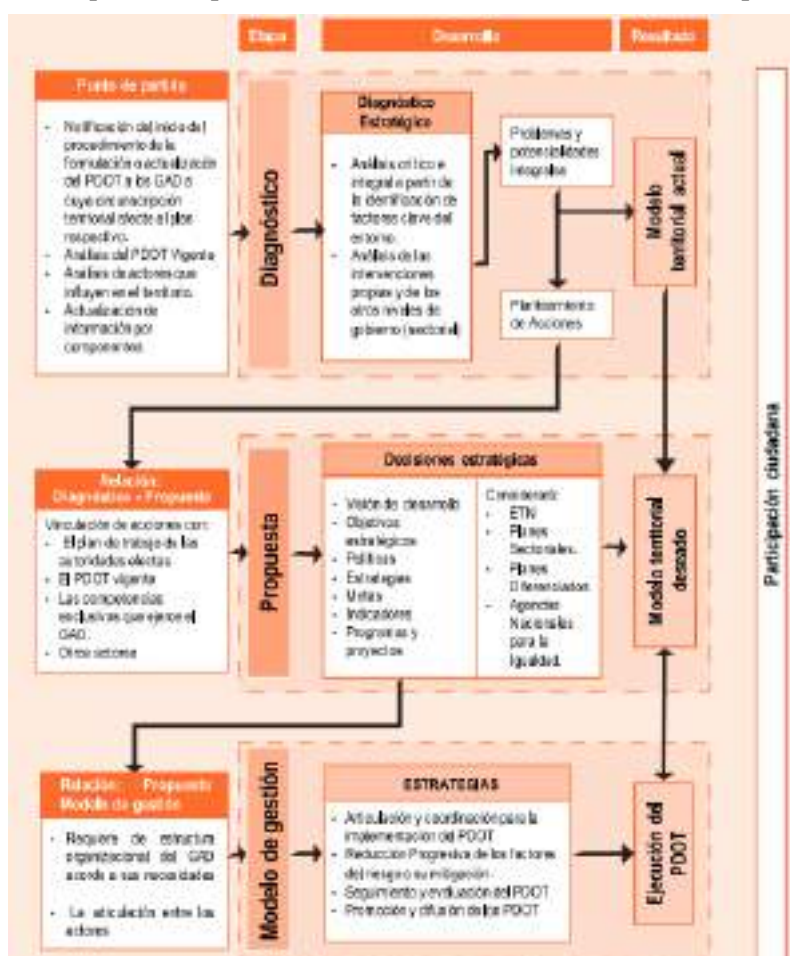 Etapa
Desarrollo
Resultado
Punto de partida
- Notificación del inicio del
procedimiento de la
formulación o actualización
del PDOT a los GAD a
cuya circunscripción
territorial afecte el plan
respectivo.
- Análisis del PDOT Vigente
- Análisis de actores que
influyen en el territorio.
- Actualización de
información por
componentes
Diagnóstico
Diagnóstico
Estratégico
- Análisis crítico e
integral a partir de
la identificación de
factores clave del
entorno.
- Análisis de las
intervenciones
propias y de los
otros niveles de
gobierno (sectorial)
Problemas y
potencialidades
integrales
Planteamiento
de Acciones
Modelo
territorial actual
Relación:
Diagnóstico - Propuesta
Vinculación de acciones con:
- El plan de trabajo de las
autoridades electas
- El PDOT vigente
- Las competencias
exclusivas que ejerce el
GAD.
- Otros actores
Propuesta
Decisiones estratégicas
- Visión de desarrollo
- Objetivos
estratégicos
- Políticas
- Estrategias
- Metas
- Indicadores
- Programas y
proyectos
Considerará:
- ETN
- Planes
Sectoriales.
- Planes
Diferenciados
- Agendas
Nacionales
para la
Igualdad.
Modelo territorial
deseado
Relación: Propuesta
Modelo de gestión
- Requiere de estructura
organizacional del GAD
acorde a sus necesidades
- La articulación entre los
actores
Modelo de gestión
ESTRATEGIAS
- Articulación y coordinación para la
implementación del PDOT
- Reducción Progresiva de los factores
del riesgo o su mitigación.
- Seguimiento y evaluación del PDOT
- Promoción y difusión de los PDOT
Ejecución del
PDOT
Participación ciudadana